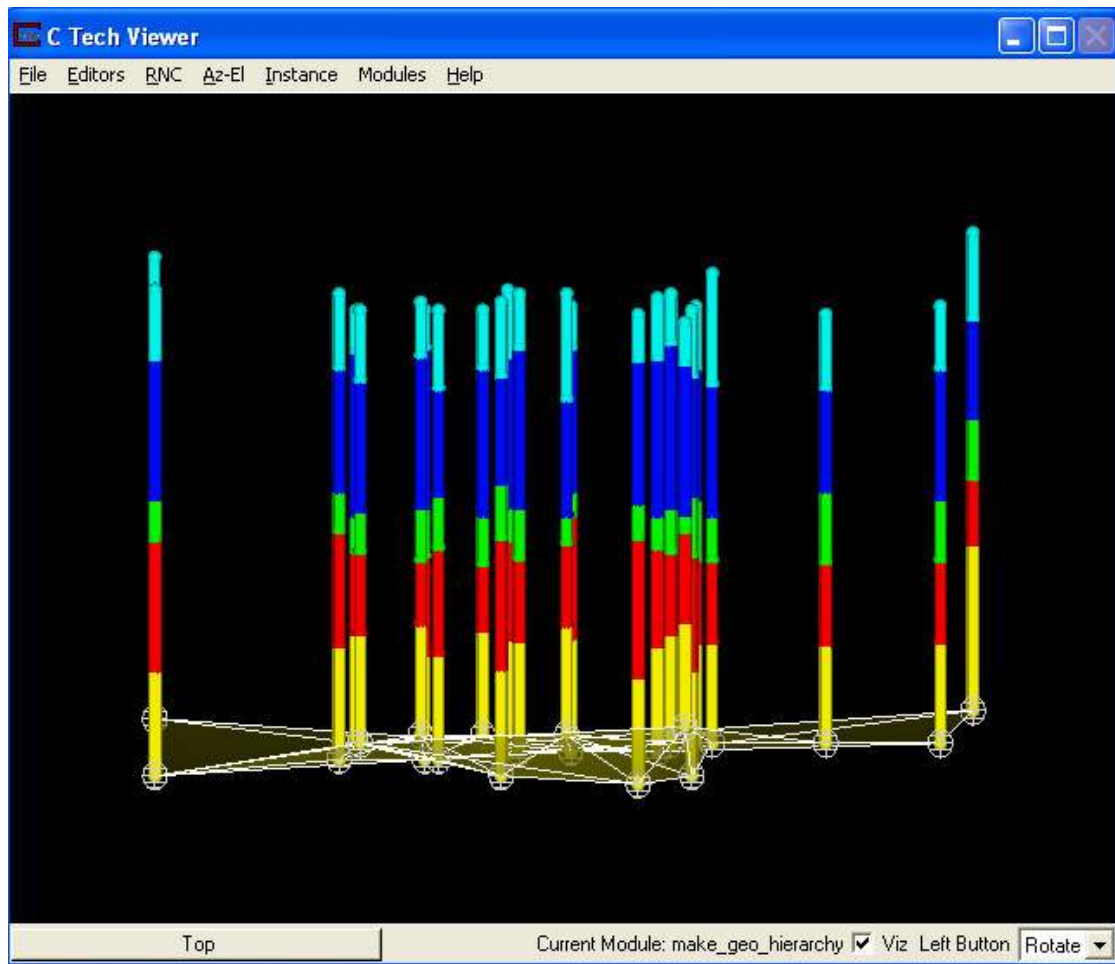 C Tech Viewer
File Editors RNC Az-El Instance Modules Help
Top Current Module: make_geo_hierarchy Viz Left Button Rotate